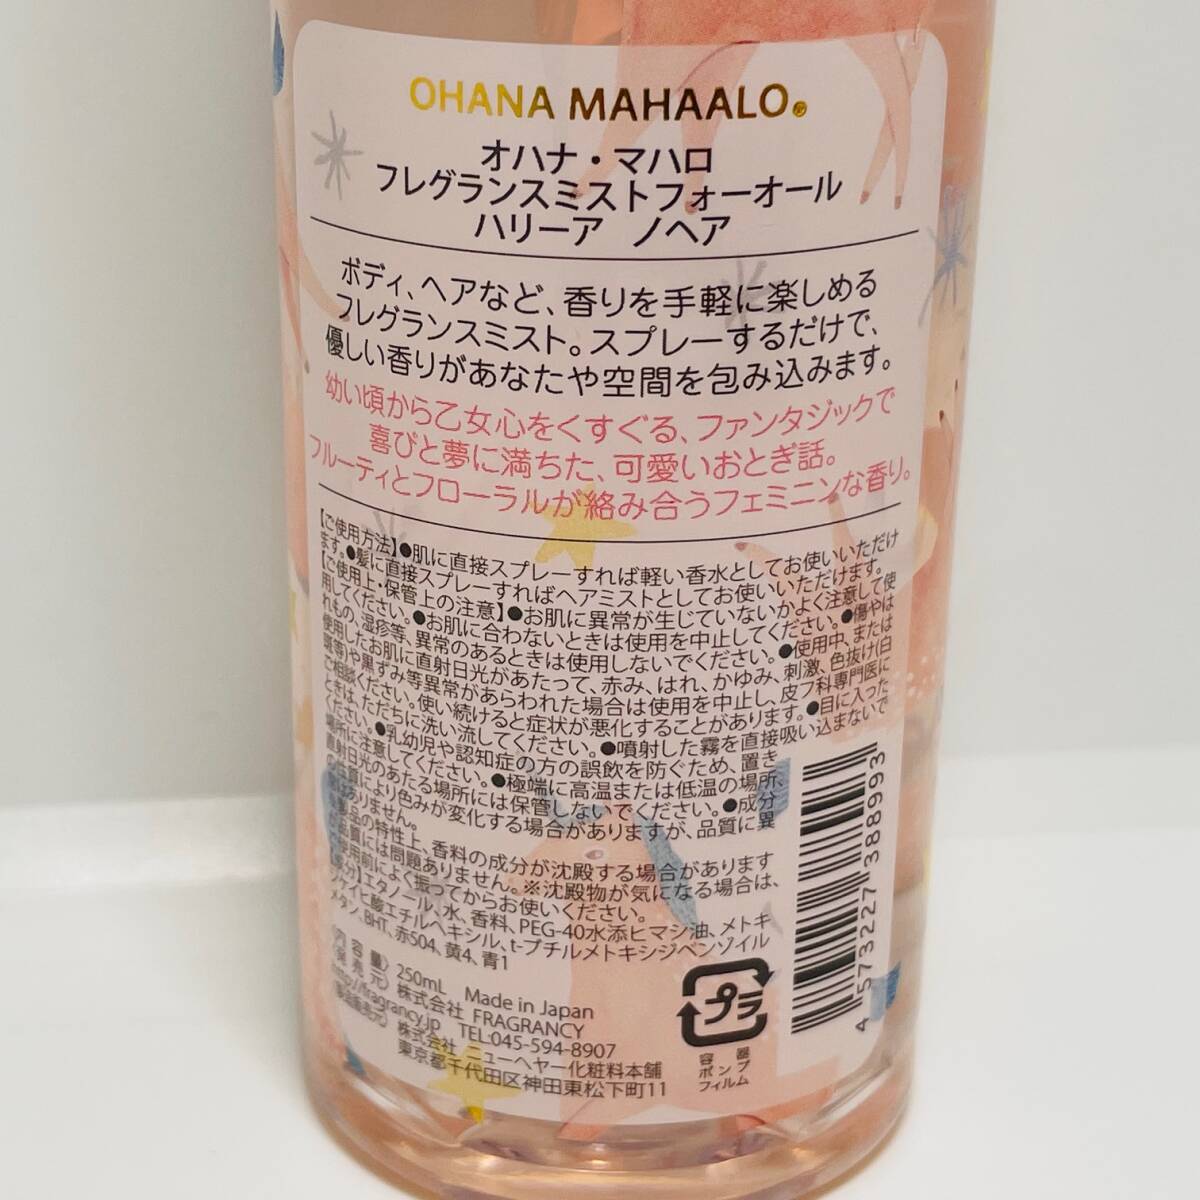 OHANA MAHAALO®
オハナ・マハロ
フレグランスミストフォーオール
ハリーア ノヘア
ボディ、ヘアなど、香りを手軽に楽しめる
フレグランスミスト。スプレーするだけで、
優しい香りがあなたや空間を包み込みます。
幼い頃から乙女心をくすぐる、ファンタジックで
喜びと夢に満ちた、可愛いおとぎ話。
フルーティとフローラルが絡み合うフェミニンな香り。
【ご使用方法】●肌に直接スプレーすれば軽い香水としてお使いいただけ
ます。●髪に直接スプレーすればヘアミストとしてお使いいただけます。
【ご使用上・保管上の注意】●お肌に異常が生じていないかよく注意して使
用してください。●お肌に合わないときは使用を中止してください。●傷やは
れもの、湿疹等、異常のあるときは使用しないでください。●使用中、または
使用したお肌に直射日光があたって、赤み、はれ、かゆみ、刺激、色抜け(白
斑等)や黒ずみ等異常があらわれた場合は使用を中止し、皮フ科専門医に
ご相談ください。使い続けると症状が悪化することがあります。●目に入った
ときは、ただちに洗い流してください。●噴射した霧を直接吸い込まないで
ください。●乳幼児や認知症の方の誤飲を防ぐため、置き
場所に注意してください。●極端に高温または低温の場所、
直射日光のあたる場所には保管しないでください。●成分
の性質により色みが変化する場合がありますが、品質に異
常はありません。
※製品の特性上、香料の成分が沈殿する場合があります
が品質には問題ありません。※沈殿物が気になる場合は、
ご使用前によく振ってからお使いください。
【成分】エタノール、水、香料、PEG-40水添ヒマシ油、メトキ
シケイヒ酸エチルヘキシル、t-ブチルメトキシジベンゾイル
メタン、BHT、赤504、黄4、青1
〈内容量〉 250mL Made in Japan
〈発売元〉 株式会社 FRAGRANCY
http://fragrancy.jp TEL:045-594-8907
〈製造販売元〉 株式会社 ニューヘヤー化粧料本舗
東京都千代田区神田東松下町11
プラ
容器
ポンプ
フィルム
4 573227 388993